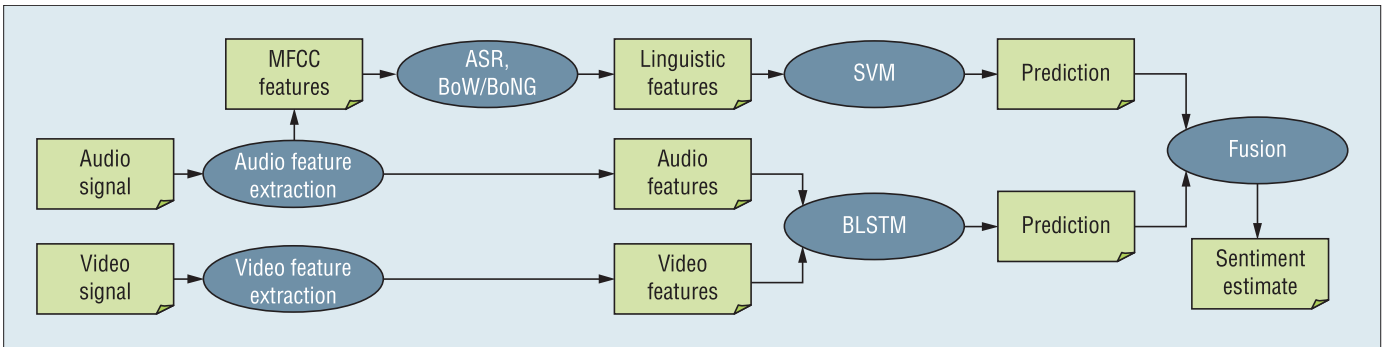 MFCC
features
ASR,
BoW/BoNG
Linguistic
features
SVM
Prediction
Audio
signal
Audio feature
extraction
Audio
features
Fusion
BLSTM
Prediction
Video
signal
Video feature
extraction
Video
features
Sentiment
estimate